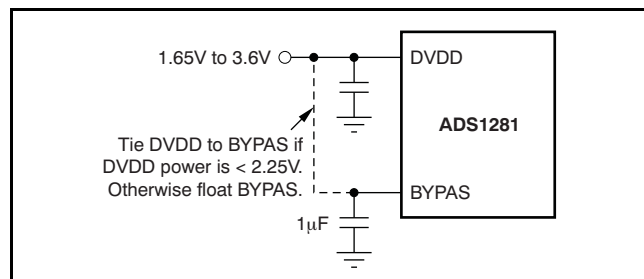 1.65V to 3.6V
DVDD
ADS1281
Tie DVDD to BYPAS if
DVDD power is < 2.25V.
Otherwise float BYPAS.
BYPAS
1μF